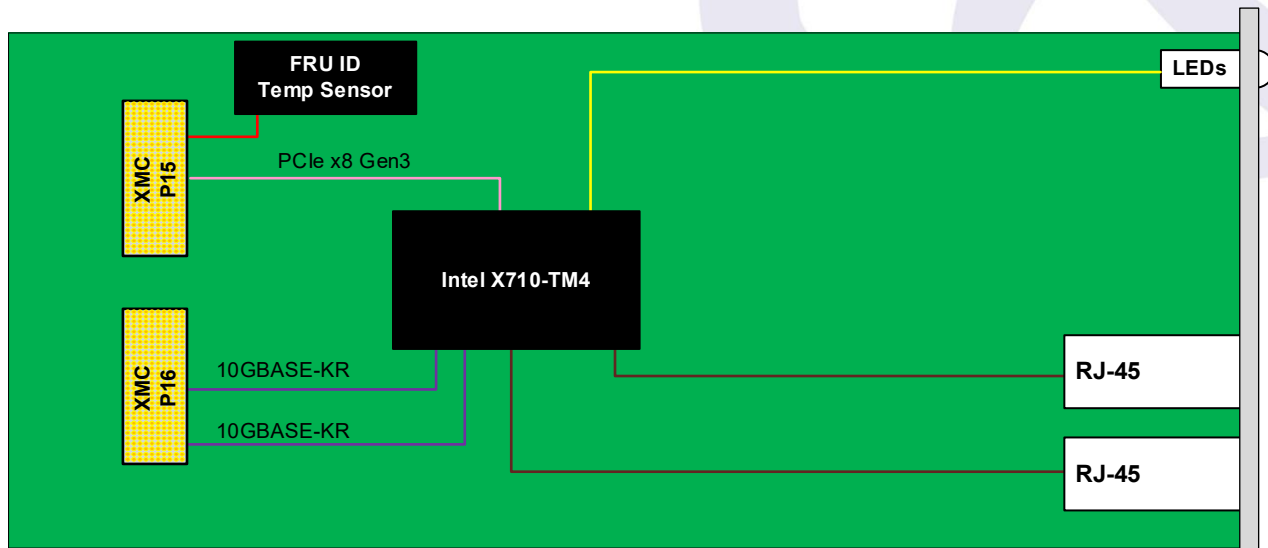 FRU ID
Temp Sensor
LEDs
XMC
P15
PCIe x8 Gen3
Intel X710-TM4
XMC
P16
10GBASE-KR
10GBASE-KR
RJ-45
RJ-45